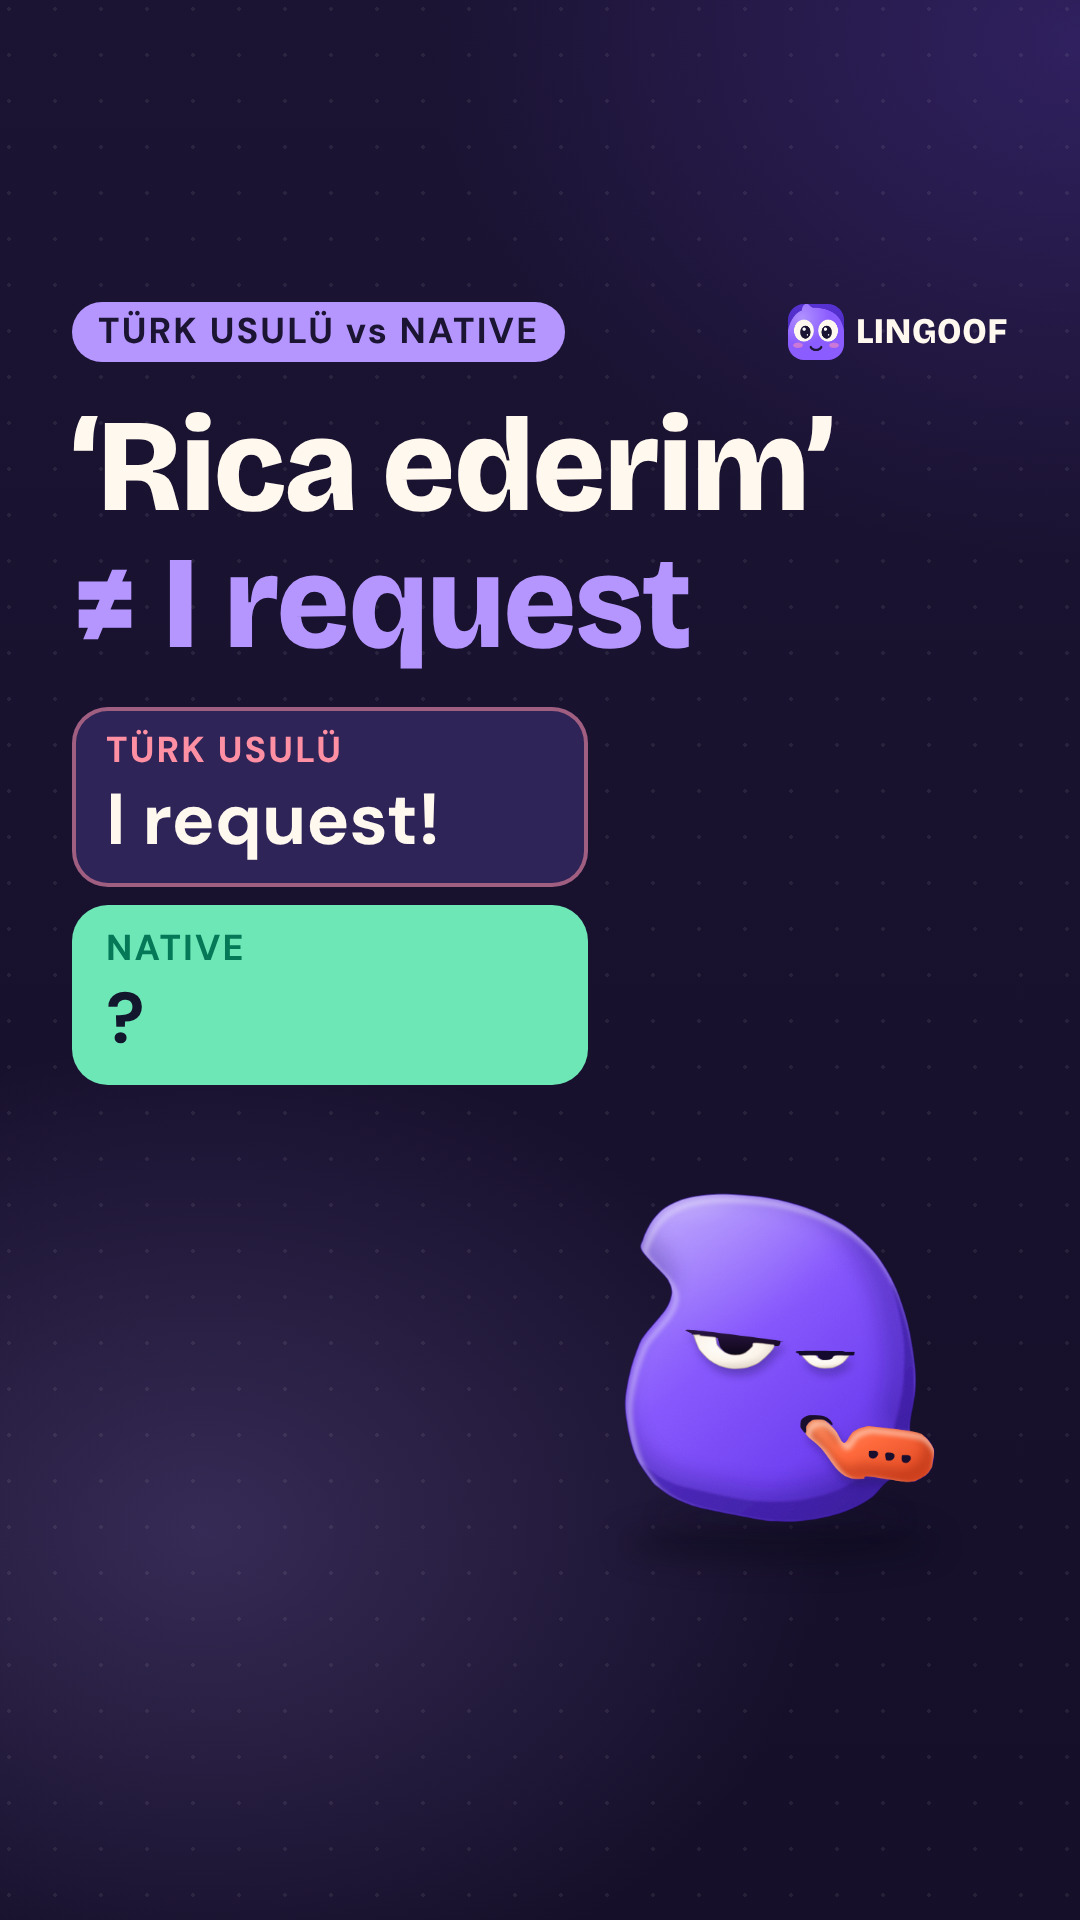 TÜRK USULÜ vs NATIVE
LINGOOF
‘Rica ederim’
≠ I request
TÜRK USULÜ
I request!
NATIVE
?